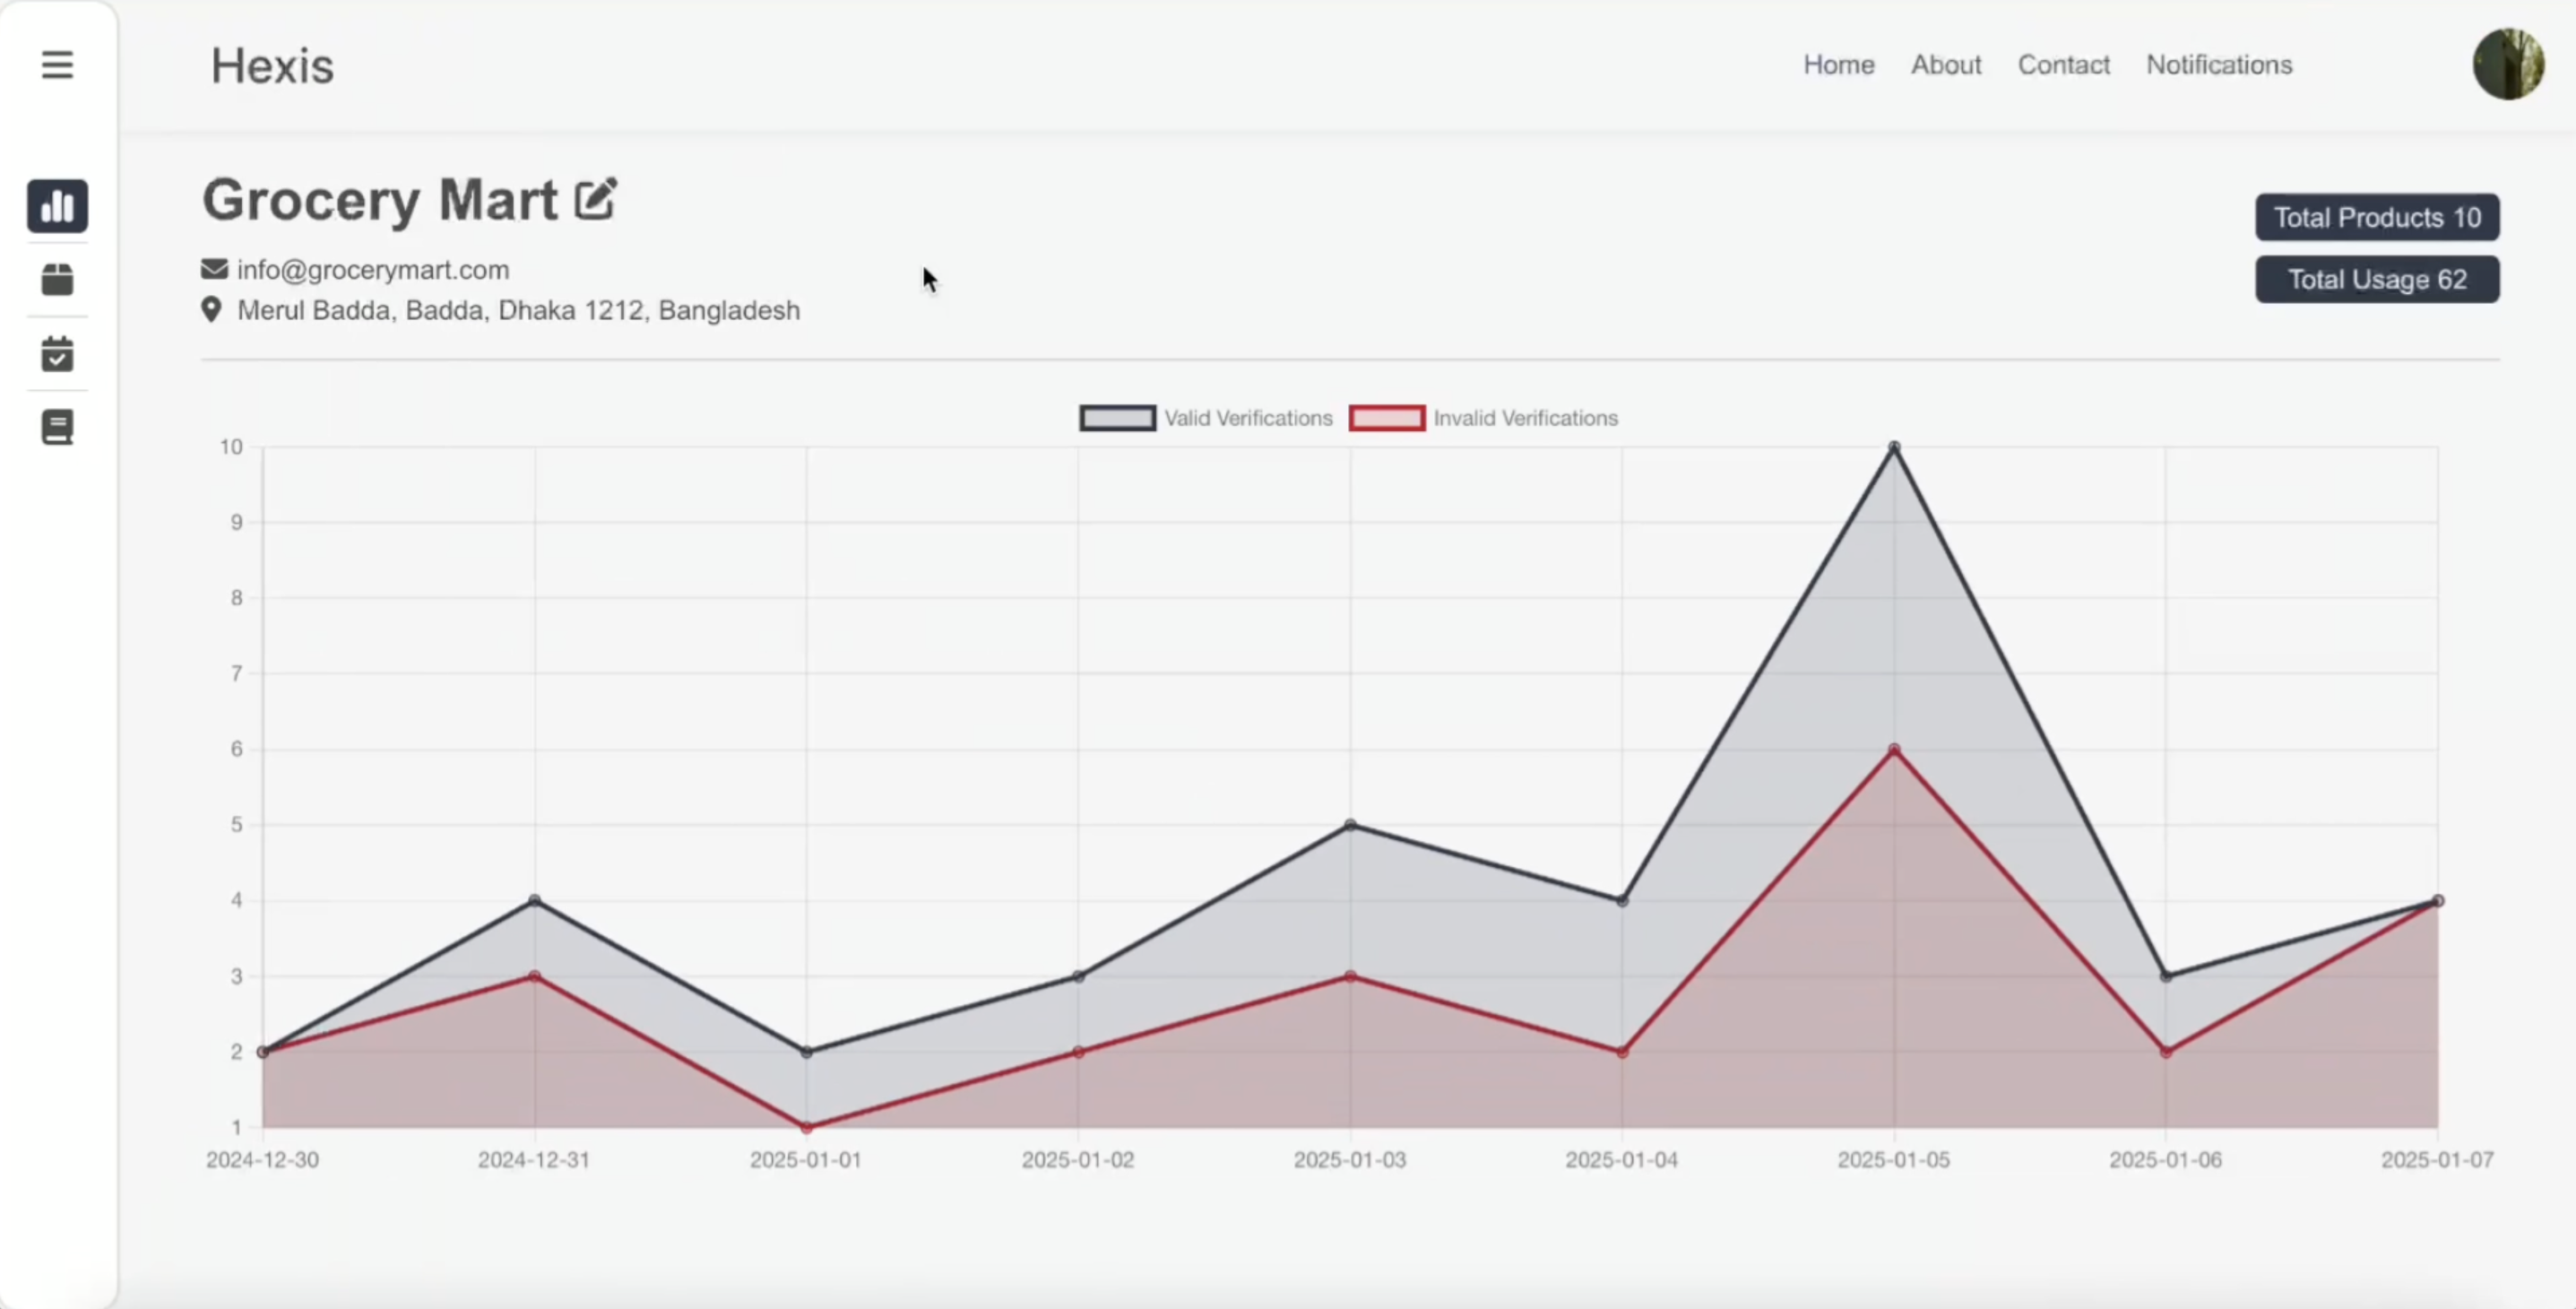 Hexis
Home About Contact Notifications
Grocery Mart
Total Products 10
info@grocerymart.com
Total Usage 62
Merul Badda, Badda, Dhaka 1212, Bangladesh
Valid Verifications Invalid Verifications
10
9
8
7
6
5
4
3
2
1
2024-12-30 2024-12-31 2025-01-01 2025-01-02 2025-01-03 2025-01-04 2025-01-05 2025-01-06 2025-01-07